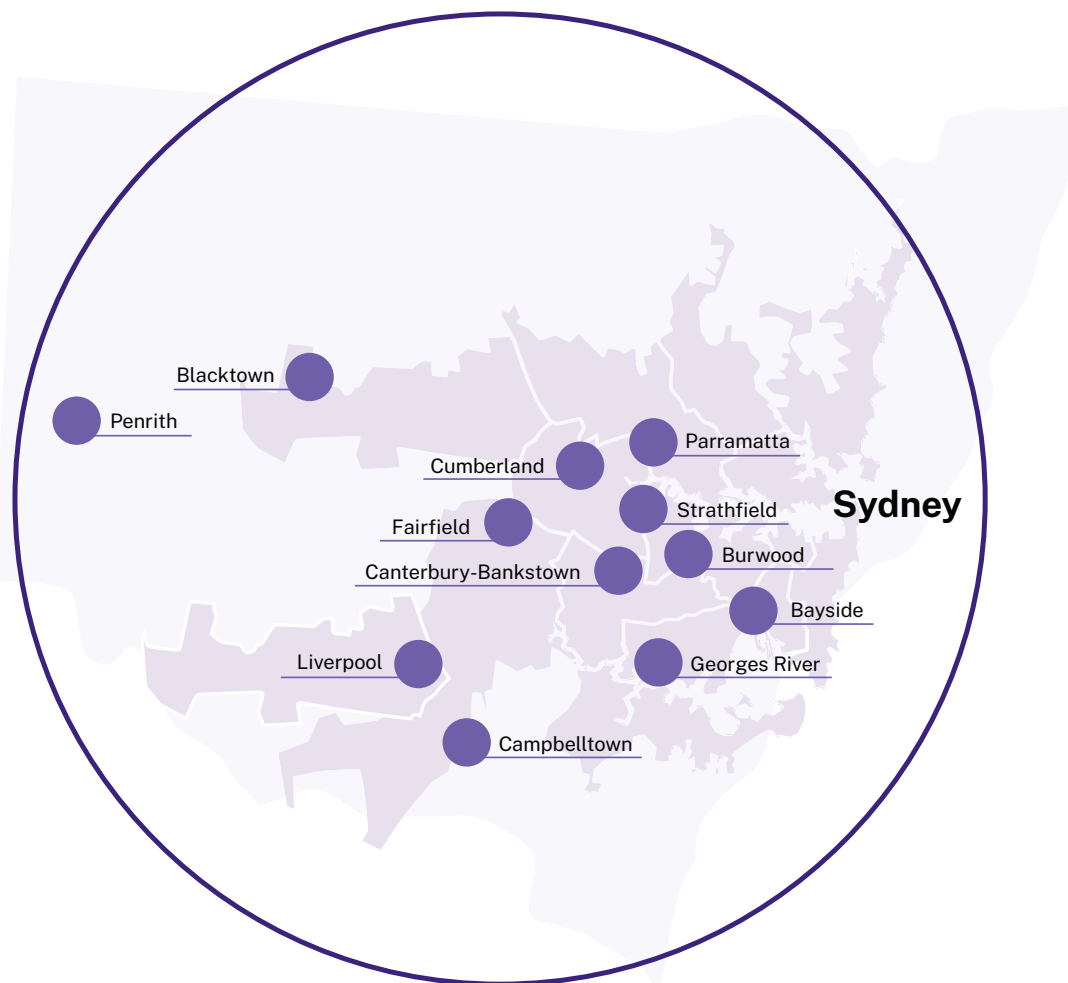 Blacktown
Penrith
Parramatta
Cumberland
Sydney
Strathfield
Fairfield
Burwood
Canterbury-Bankstown
Bayside
Liverpool
Georges River
Campbelltown